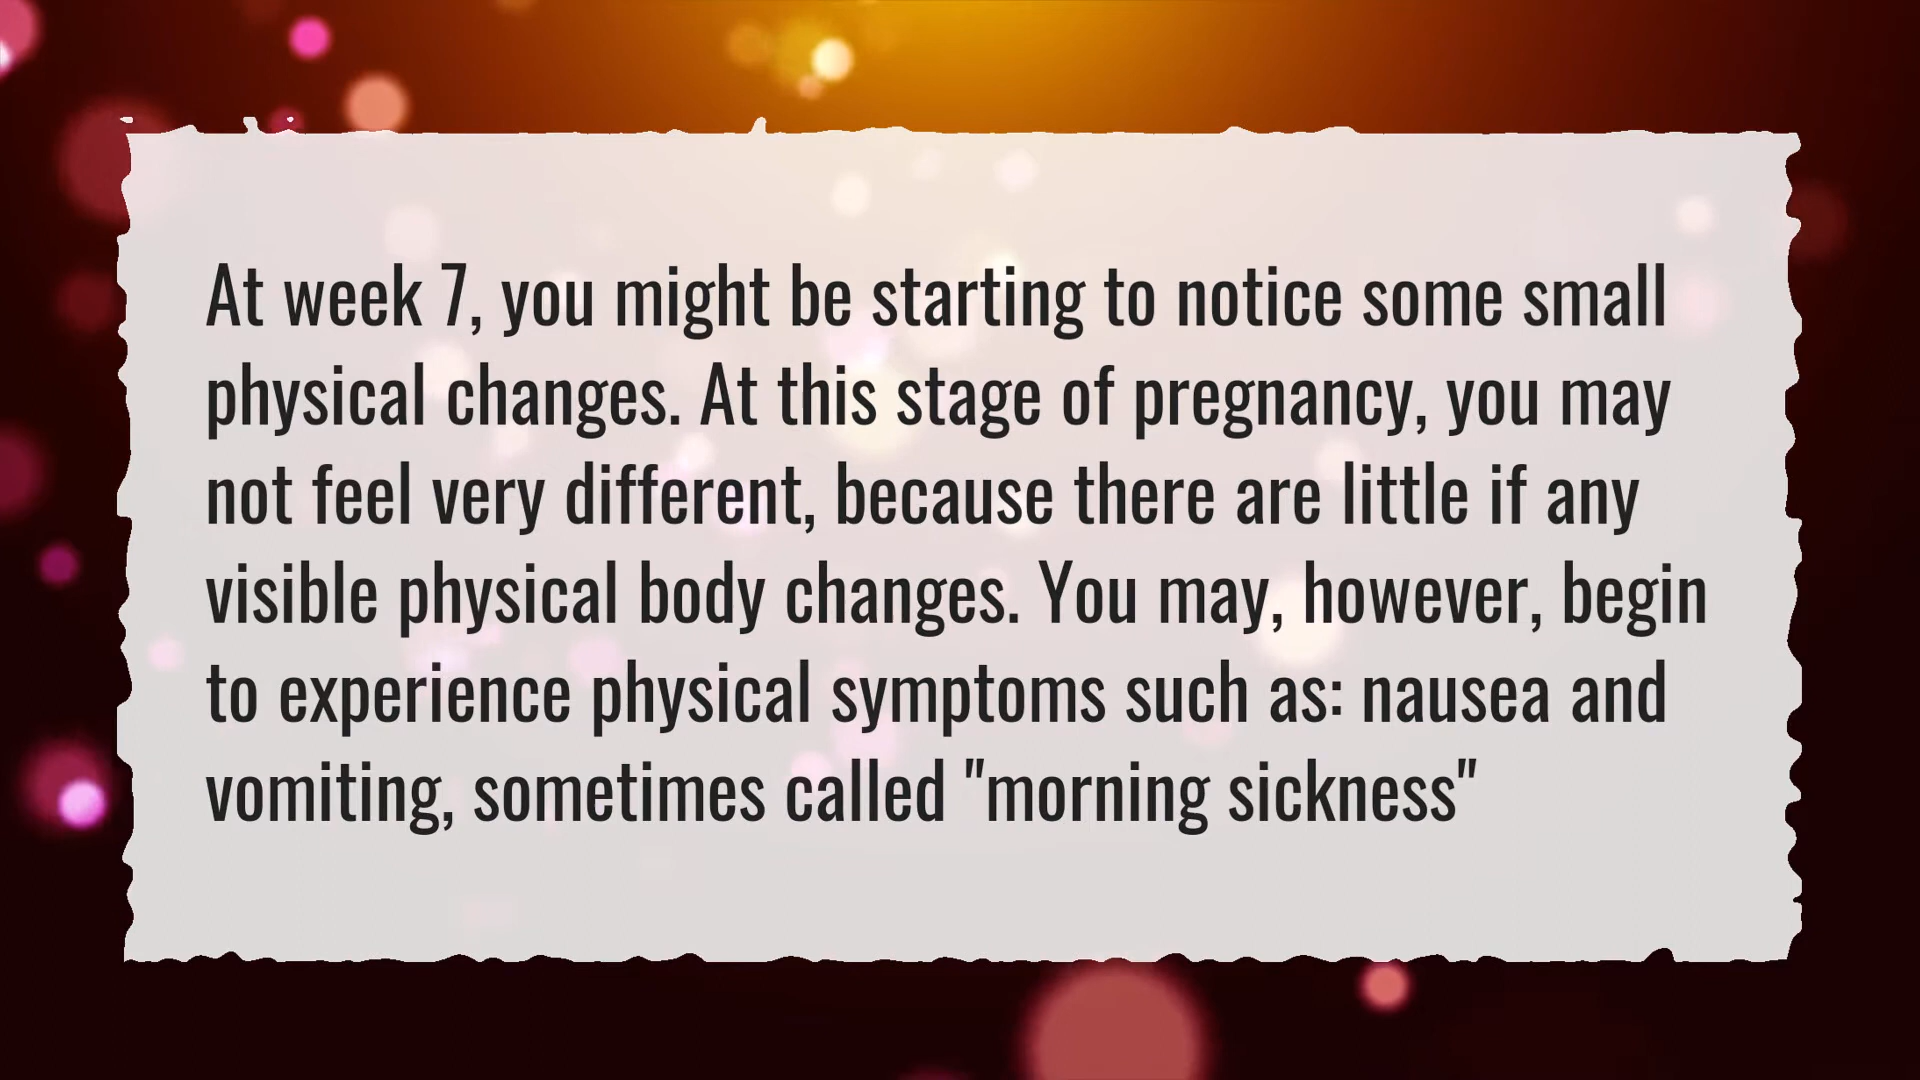 At week 7, you might be starting to notice some small
physical changes. At this stage of pregnancy, you may
not feel very different, because there are little if any
visible physical body changes. You may, however, begin
to experience physical symptoms such as: nausea and
vomiting, sometimes called "morning sickness"